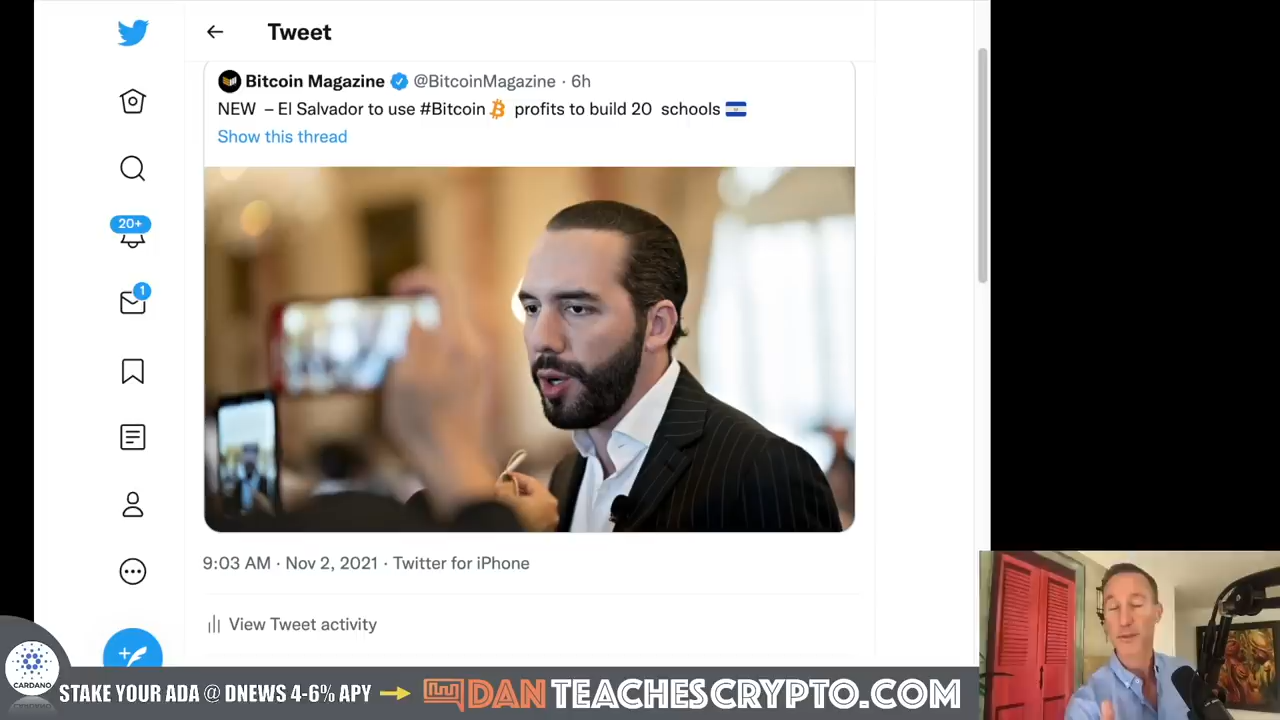 Tweet
Bitcoin Magazine @BitcoinMagazine · 6h
NEW – El Salvador to use #Bitcoin profits to build 20 schools
Show this thread
20+
1
9:03 AM · Nov 2, 2021 · Twitter for iPhone
View Tweet activity
CARDANO
STAKE YOUR ADA @ DNEWS 4-6% APY
DANTEACHESCRYPTO.COM